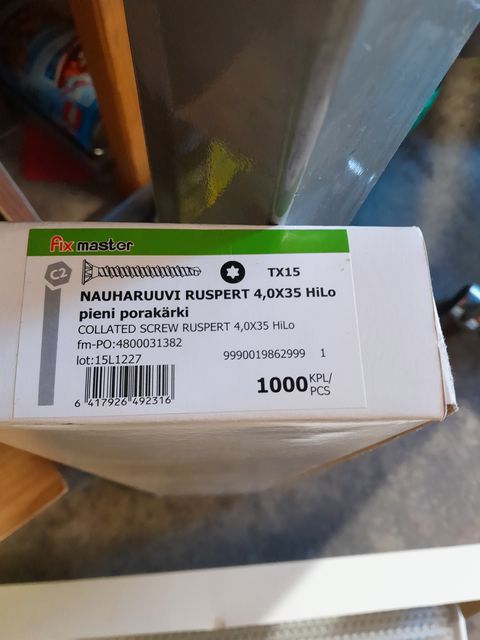 fix master
C2
TX15
NAUHARUUVI RUSPERT 4,0X35 HiLo
pieni porakärki
COLLATED SCREW RUSPERT 4,0X35 HiLo
fm-PO:4800031382
lot:15L1227
9990019862999 1
6 417926 492316
1000 KPL/
PCS